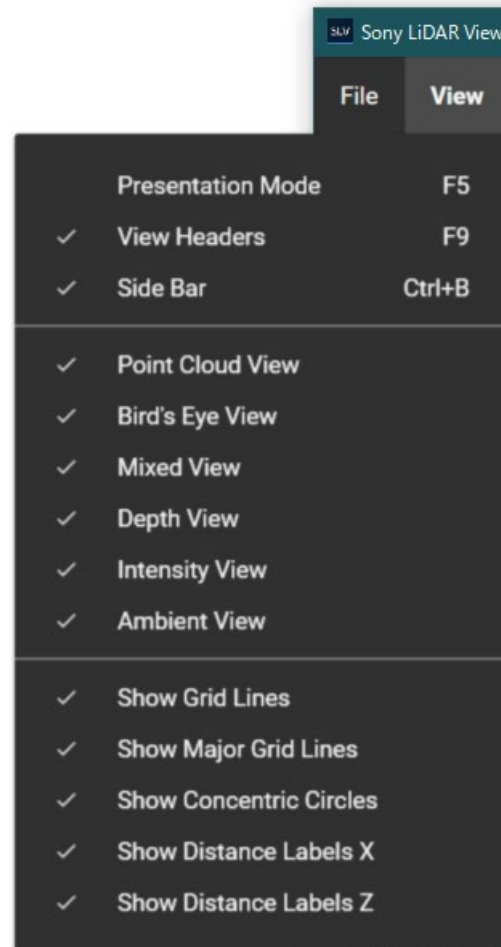 SLV Sony LiDAR View
File View
Presentation Mode F5
View Headers F9
Side Bar Ctrl+B
Point Cloud View
Bird's Eye View
Mixed View
Depth View
Intensity View
Ambient View
Show Grid Lines
Show Major Grid Lines
Show Concentric Circles
Show Distance Labels X
Show Distance Labels Z